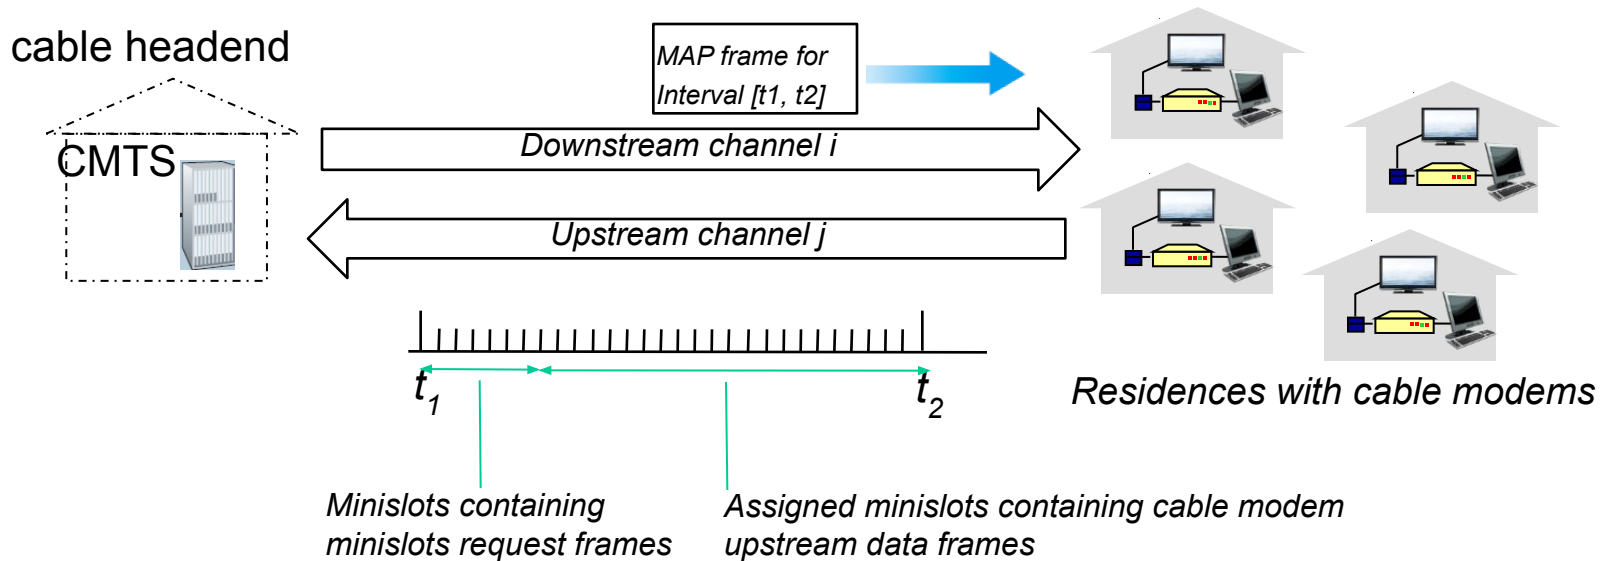 cable headend
MAP frame for
Interval [t1, t2]
CMTS
Downstream channel i
Upstream channel j
t1
t2
Residences with cable modems
Minislots containing
minislots request frames
Assigned minislots containing cable modem
upstream data frames